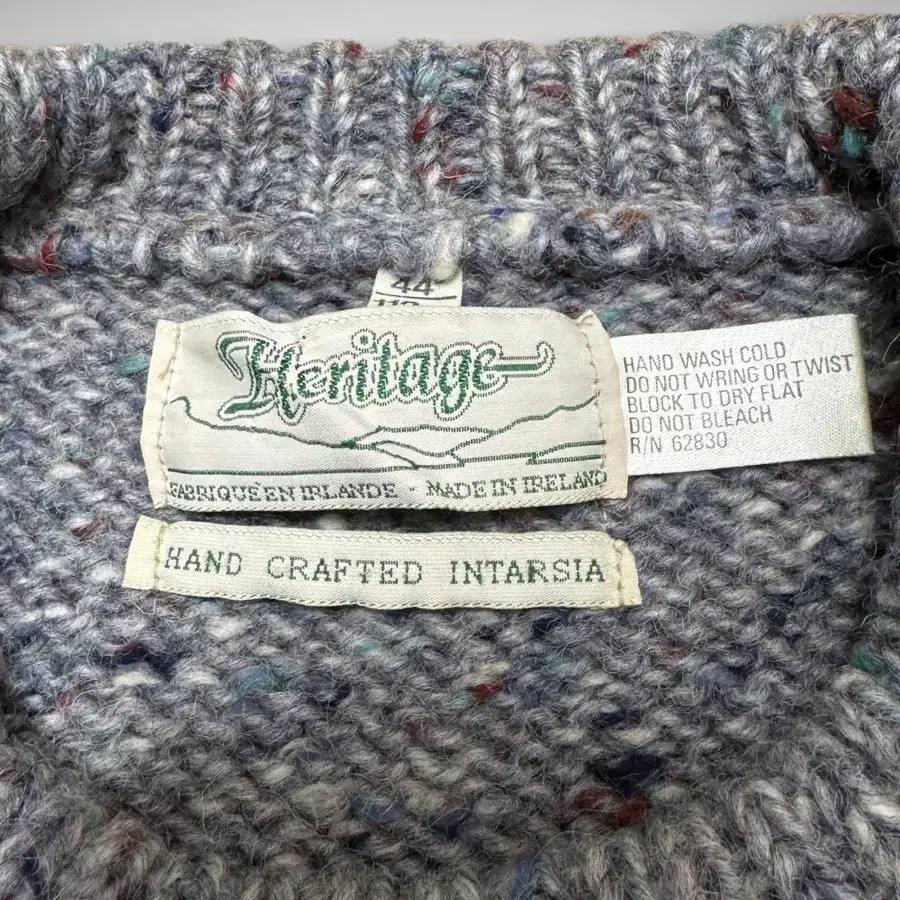 44
Heritage
FABRIQUÉ EN IRLANDE - MADE IN IRELAND
HAND CRAFTED INTARSIA
HAND WASH COLD
DO NOT WRING OR TWIST
BLOCK TO DRY FLAT
DO NOT BLEACH
R/N 62830